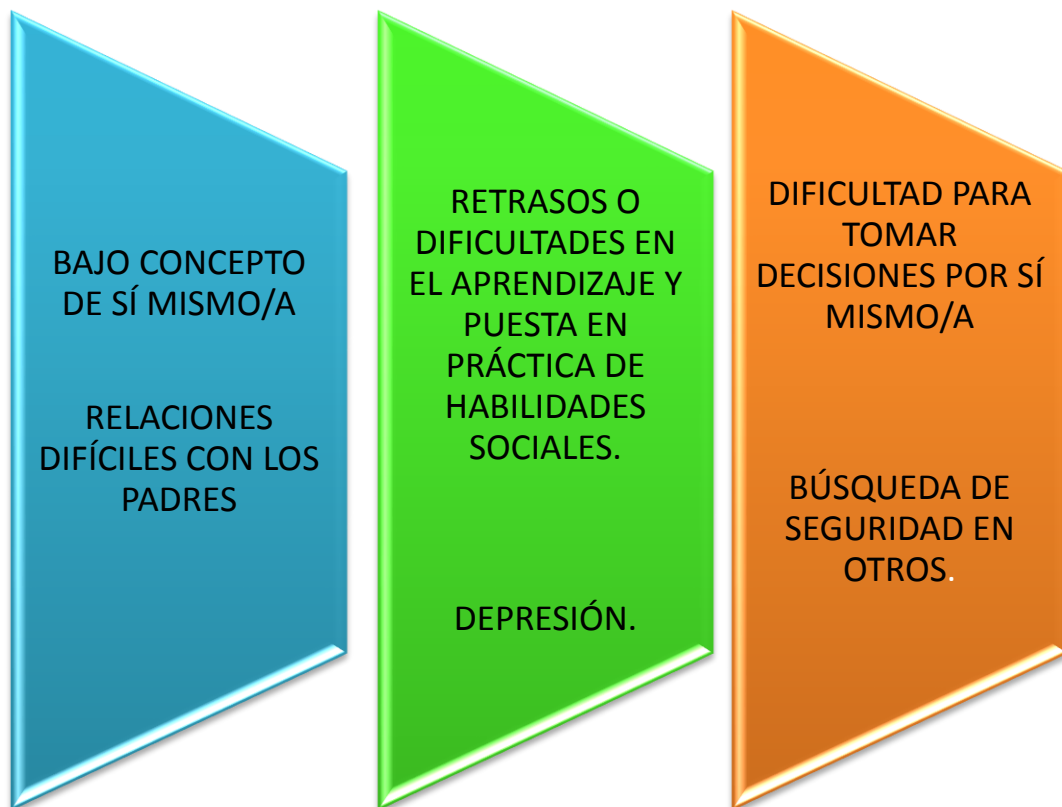 BAJO CONCEPTO
DE SÍ MISMO/A
RELACIONES
DIFÍCILES CON LOS
PADRES
RETRASOS O
DIFICULTADES EN
EL APRENDIZAJE Y
PUESTA EN
PRÁCTICA DE
HABILIDADES
SOCIALES.
DEPRESIÓN.
DIFICULTAD PARA
TOMAR
DECISIONES POR SÍ
MISMO/A
BÚSQUEDA DE
SEGURIDAD EN
OTROS.